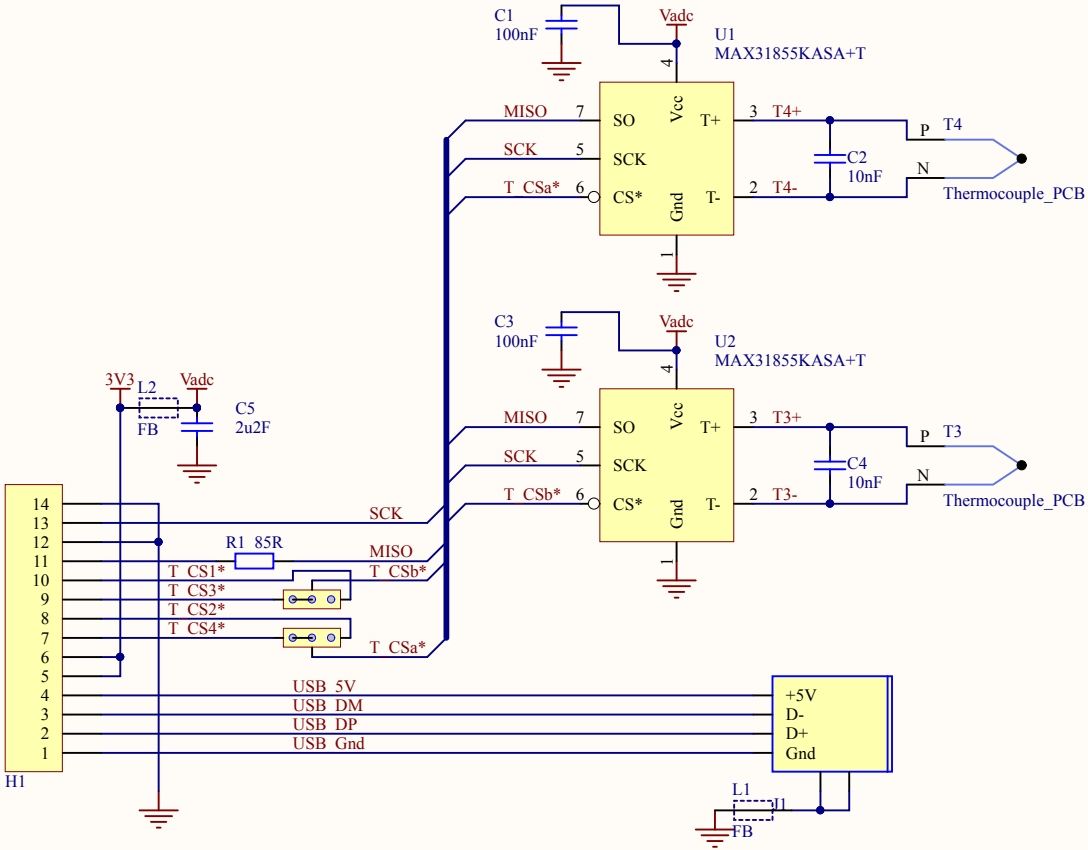 C1
100nF
Vadc
U1
MAX31855KASA+T
4
Vcc
MISO 7 SO
T+ 3 T4+
SCK 5 SCK
T_CSa* 6 CS*
Gnd
T- 2 T4-
1
C2
10nF
P
T4
N
Thermocouple_PCB
C3
100nF
Vadc
U2
MAX31855KASA+T
4
Vcc
MISO 7 SO
T+ 3 T3+
SCK 5 SCK
T_CSb* 6 CS*
Gnd
T- 2 T3-
1
C4
10nF
P
T3
N
Thermocouple_PCB
3V3
L2
FB
Vadc
C5
2u2F
14
13
SCK
12
11
R1 85R
MISO
10
T_CS1*
T_CSb*
9
T_CS3*
8
T_CS2*
7
T_CS4*
T_CSa*
6
5
4
USB_5V
+5V
3
USB_DM
D-
2
USB_DP
D+
1
USB_Gnd
Gnd
H1
L1
J1
FB